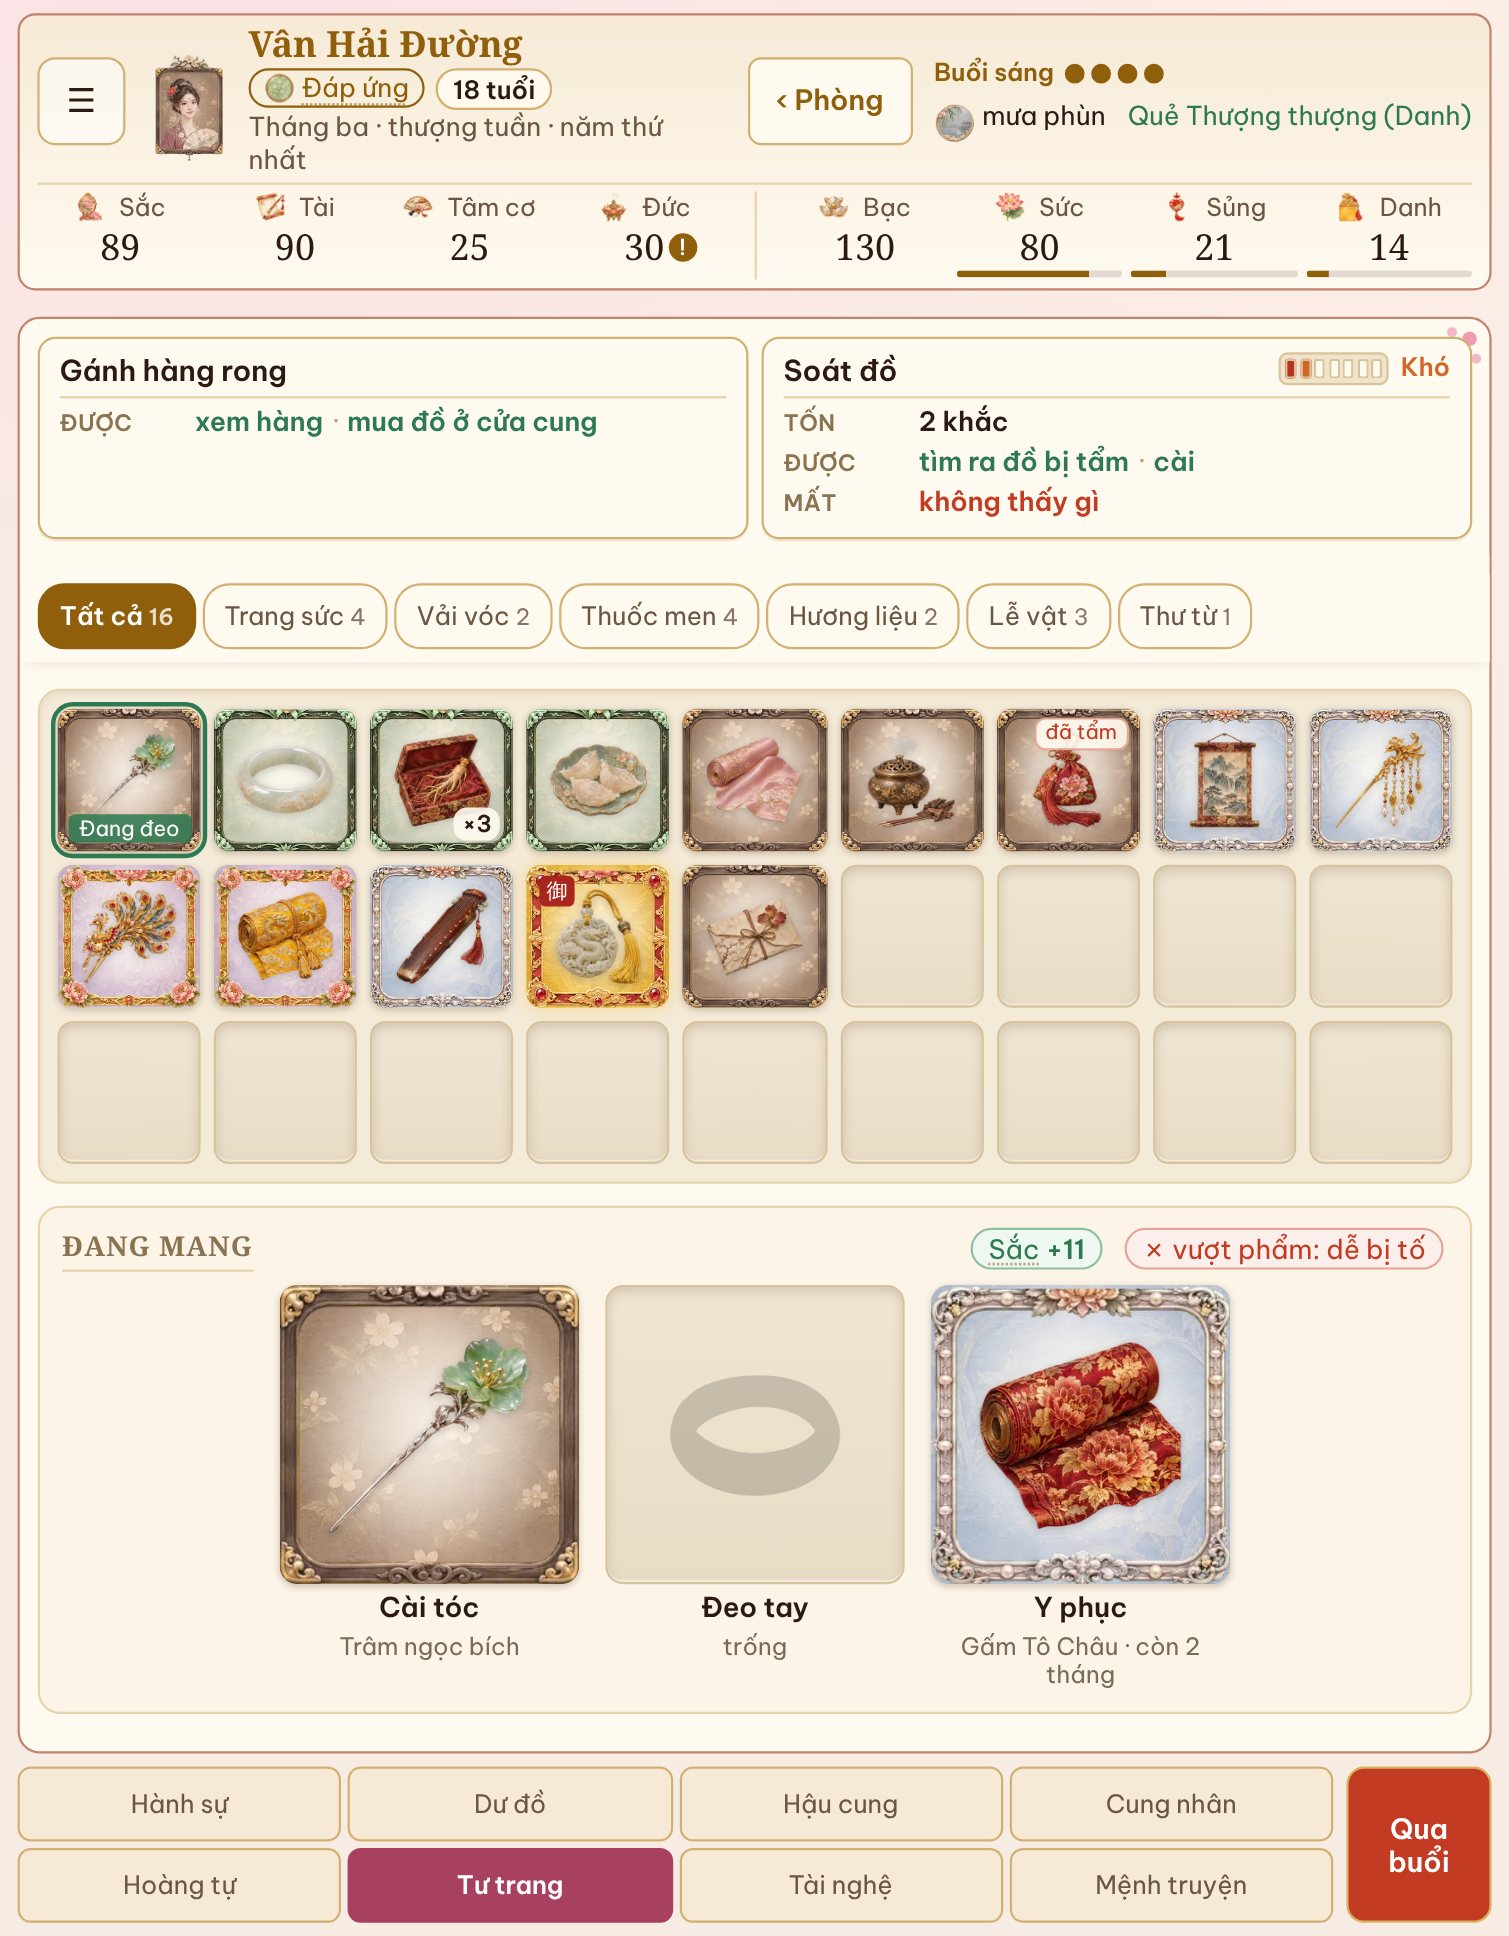 ☰
Vân Hải Đường
Đáp ứng
18 tuổi
Tháng ba · thượng tuần · năm thứ
nhất
‹ Phòng
Buổi sáng
mưa phùn Quẻ Thượng thượng (Danh)
Sắc Tài Tâm cơ Đức Bạc Sức Sủng Danh
89 90 25 30 ! 130 80 21 14
Gánh hàng rong
ĐƯỢC xem hàng · mua đồ ở cửa cung
Soát đồ Khó
TỐN 2 khắc
ĐƯỢC tìm ra đồ bị tẩm · cài
MẤT không thấy gì
Tất cả 16 Trang sức 4 Vải vóc 2 Thuốc men 4 Hương liệu 2 Lễ vật 3 Thư từ 1
đã tẩm
Đang đeo
×3
御
ĐANG MANG
Sắc +11
× vượt phẩm: dễ bị tố
Cài tóc
Trâm ngọc bích
Đeo tay
trống
Y phục
Gấm Tô Châu · còn 2
tháng
Hành sự Dư đồ Hậu cung Cung nhân
Hoàng tự Tư trang Tài nghệ Mệnh truyện
Qua
buổi